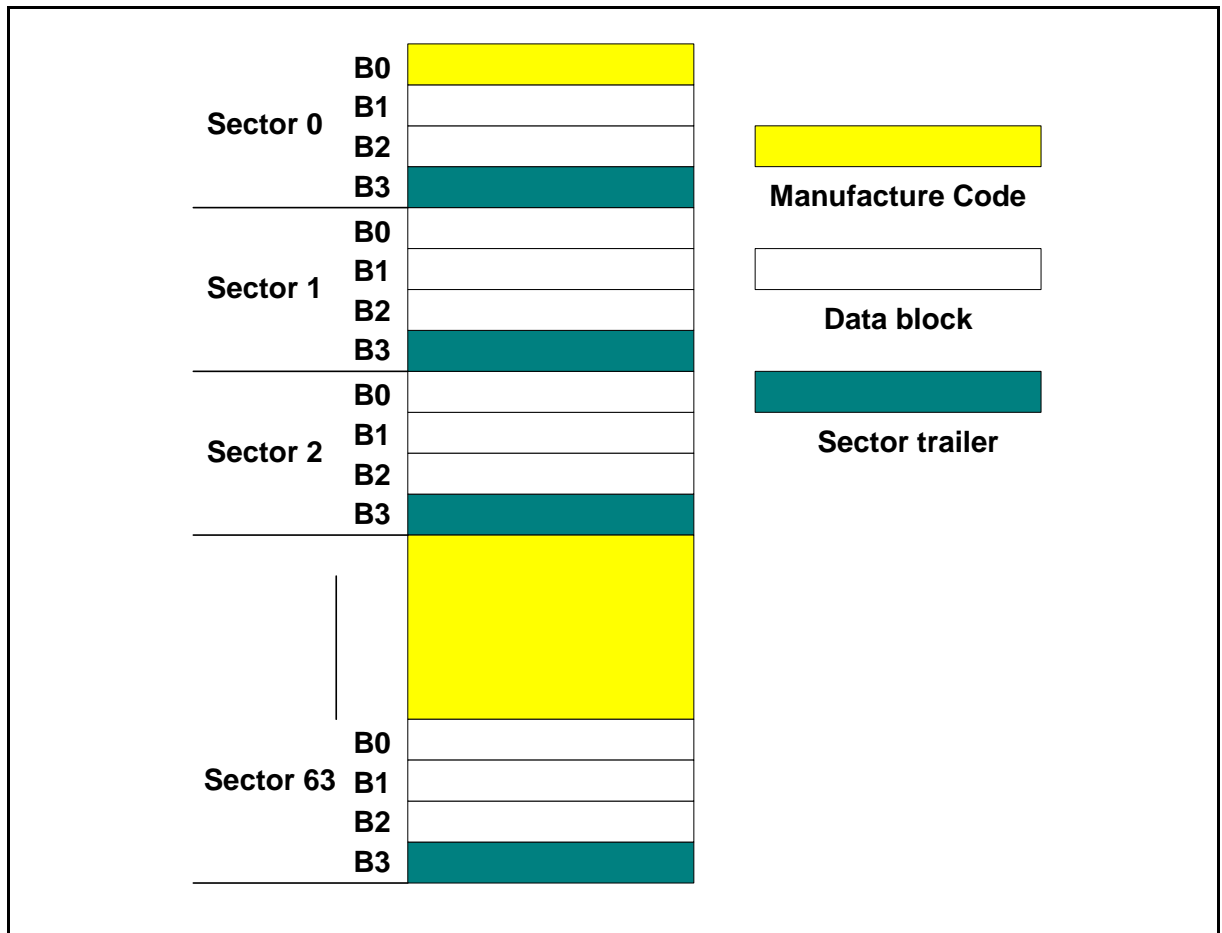 B0
B1
Sector 0
B2
B3
B0
B1
Sector 1
B2
B3
B0
B1
Sector 2
B2
B3
B0
Sector 63
B1
B2
B3
Manufacture Code
Data block
Sector trailer